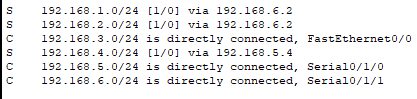 S 192.168.1.0/24 [1/0] via 192.168.6.2
S 192.168.2.0/24 [1/0] via 192.168.6.2
C 192.168.3.0/24 is directly connected, FastEthernet0/0
S 192.168.4.0/24 [1/0] via 192.168.5.4
C 192.168.5.0/24 is directly connected, Serial0/1/0
C 192.168.6.0/24 is directly connected, Serial0/1/1